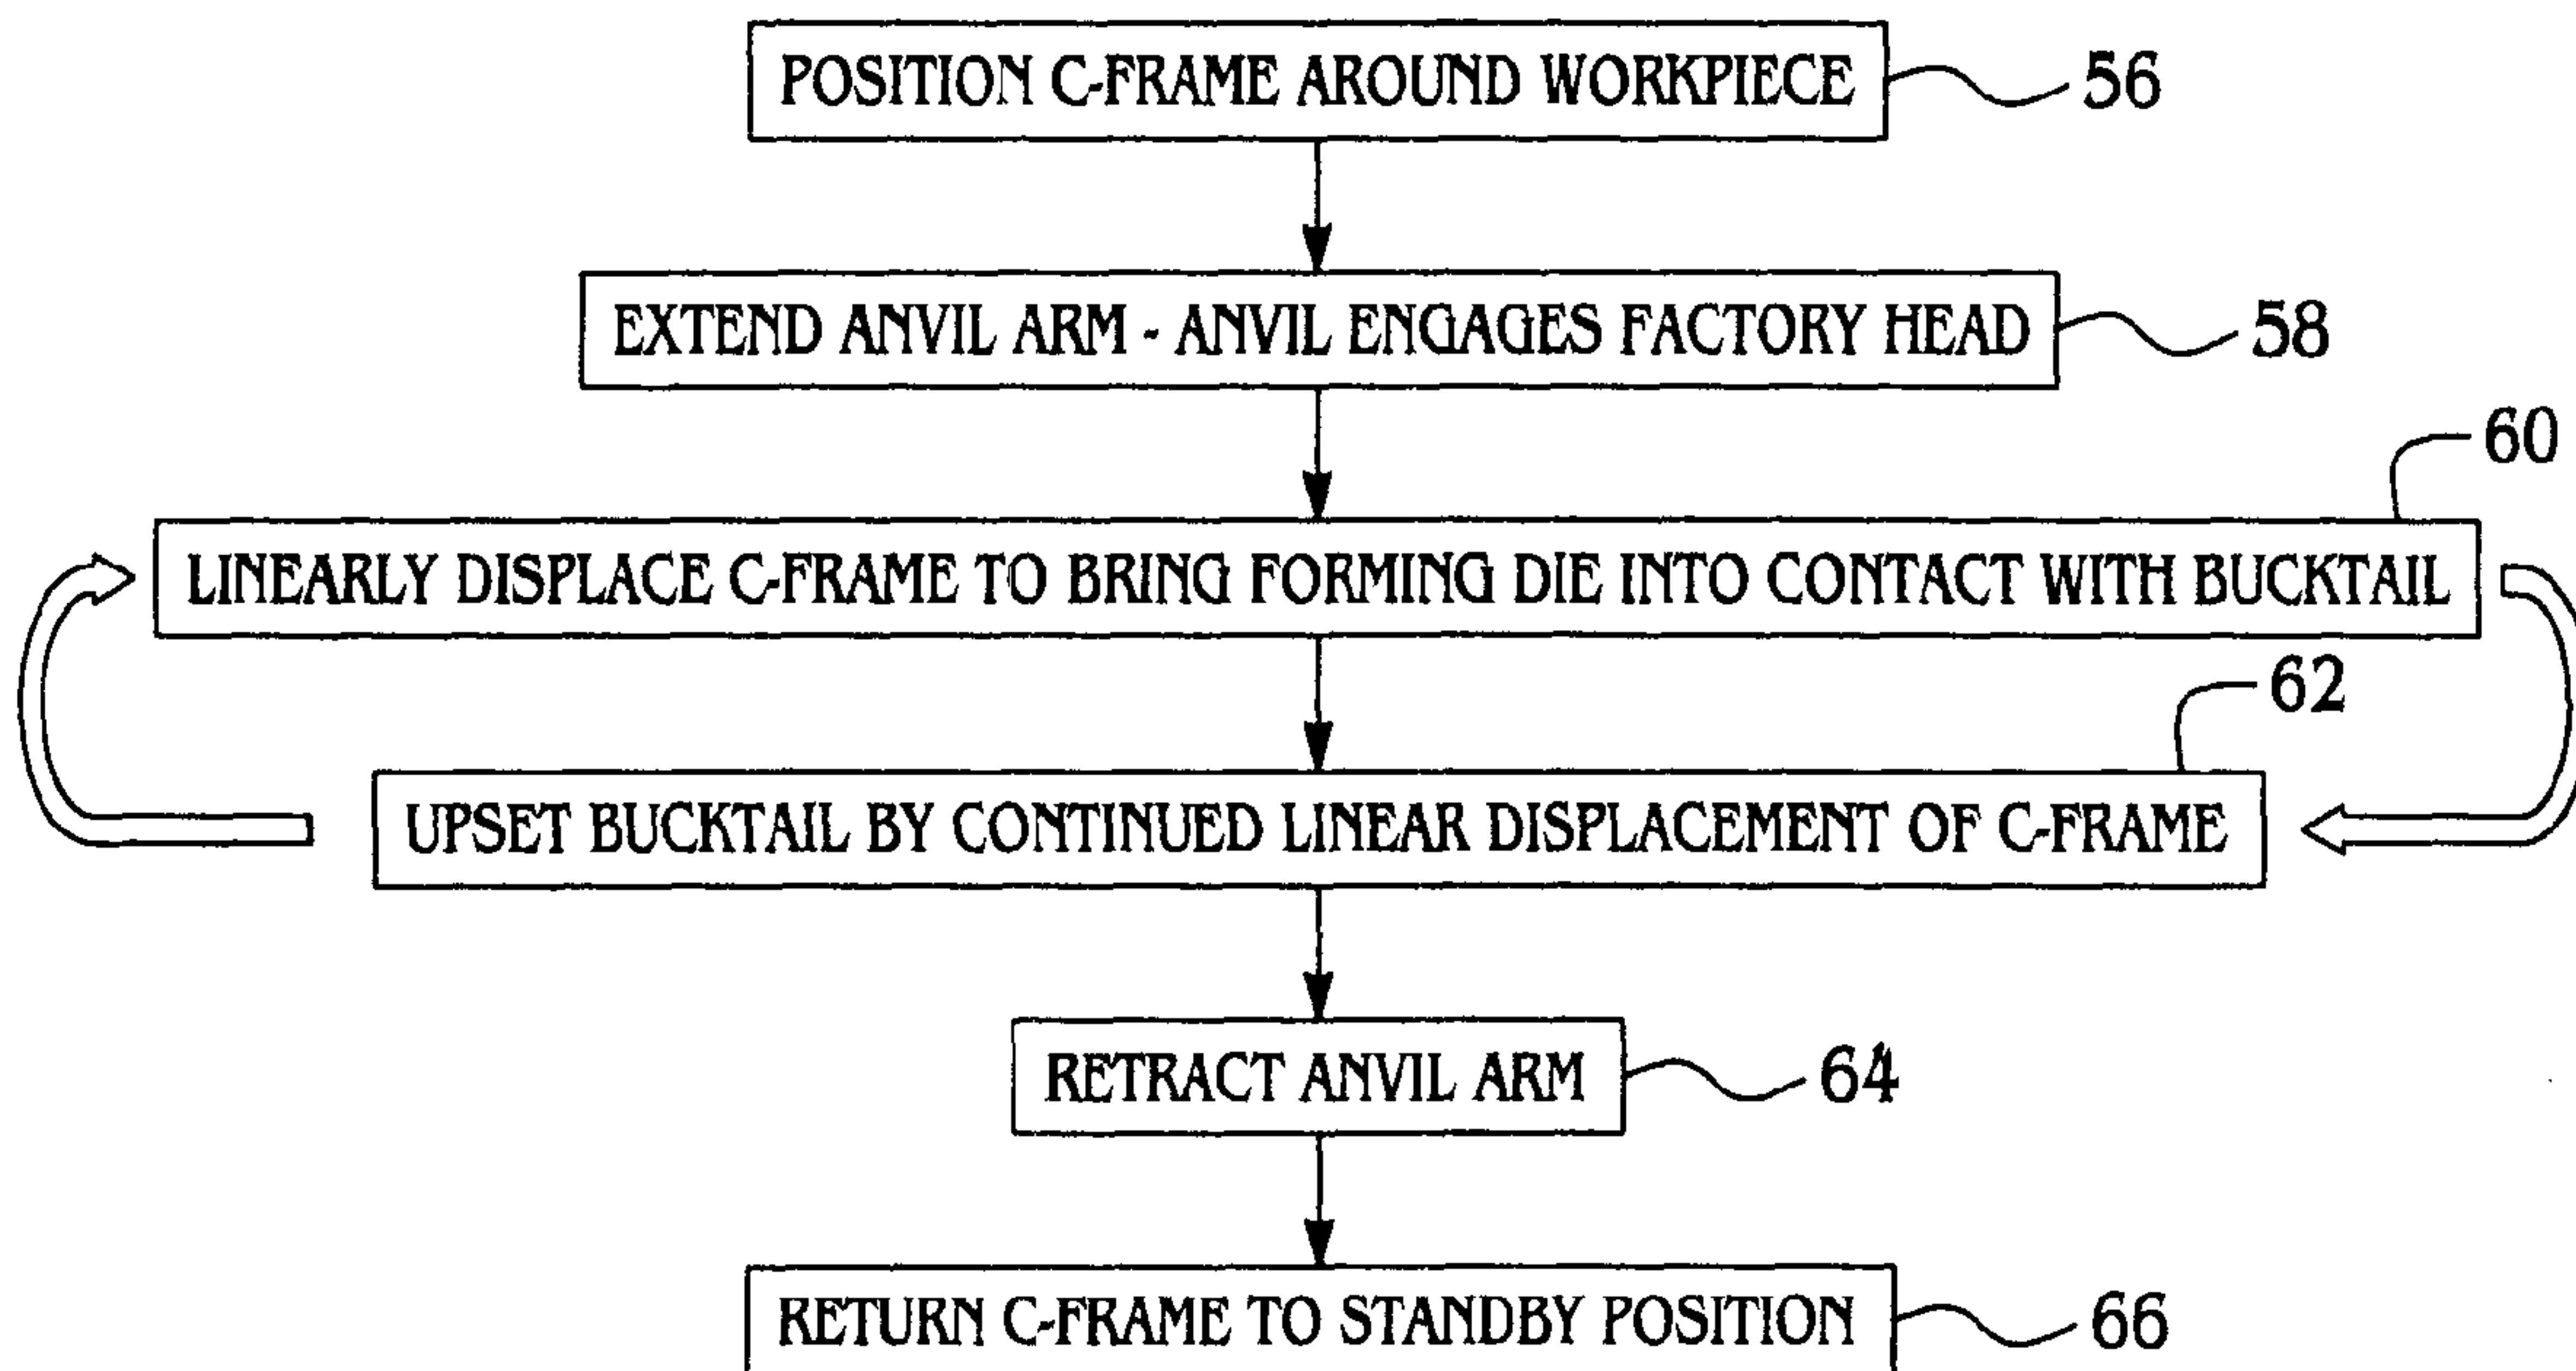 POSITION C-FRAME AROUND WORKPIECE
56
EXTEND ANVIL ARM - ANVIL ENGAGES FACTORY HEAD
58
60
LINEARLY DISPLACE C-FRAME TO BRING FORMING DIE INTO CONTACT WITH BUCKTAIL
62
UPSET BUCKTAIL BY CONTINUED LINEAR DISPLACEMENT OF C-FRAME
RETRACT ANVIL ARM
64
RETURN C-FRAME TO STANDBY POSITION
66